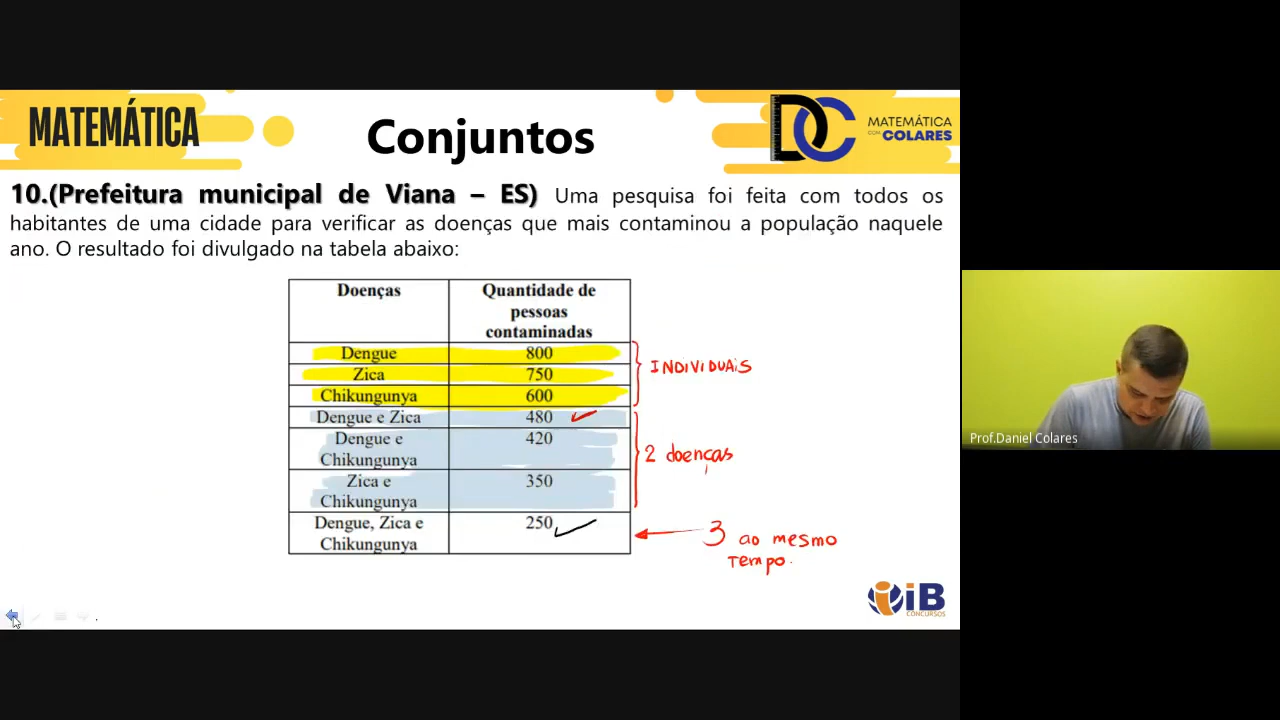 MATEMÁTICA
Conjuntos
DC
MATEMÁTICA
COM COLARES
10.(Prefeitura municipal de Viana – ES) Uma pesquisa foi feita com todos os
habitantes de uma cidade para verificar as doenças que mais contaminou a população naquele
ano. O resultado foi divulgado na tabela abaixo:
Doenças
Quantidade de
pessoas
contaminadas
Dengue 800
Zica 750
Chikungunya 600
INDIVIDUAIS
Dengue e Zica 480
Dengue e 420
Chikungunya
Zica e 350
Chikungunya
2 doenças
Dengue, Zica e 250
Chikungunya
3 ao mesmo
tempo.
iB
CONCURSOS
Prof.Daniel Colares